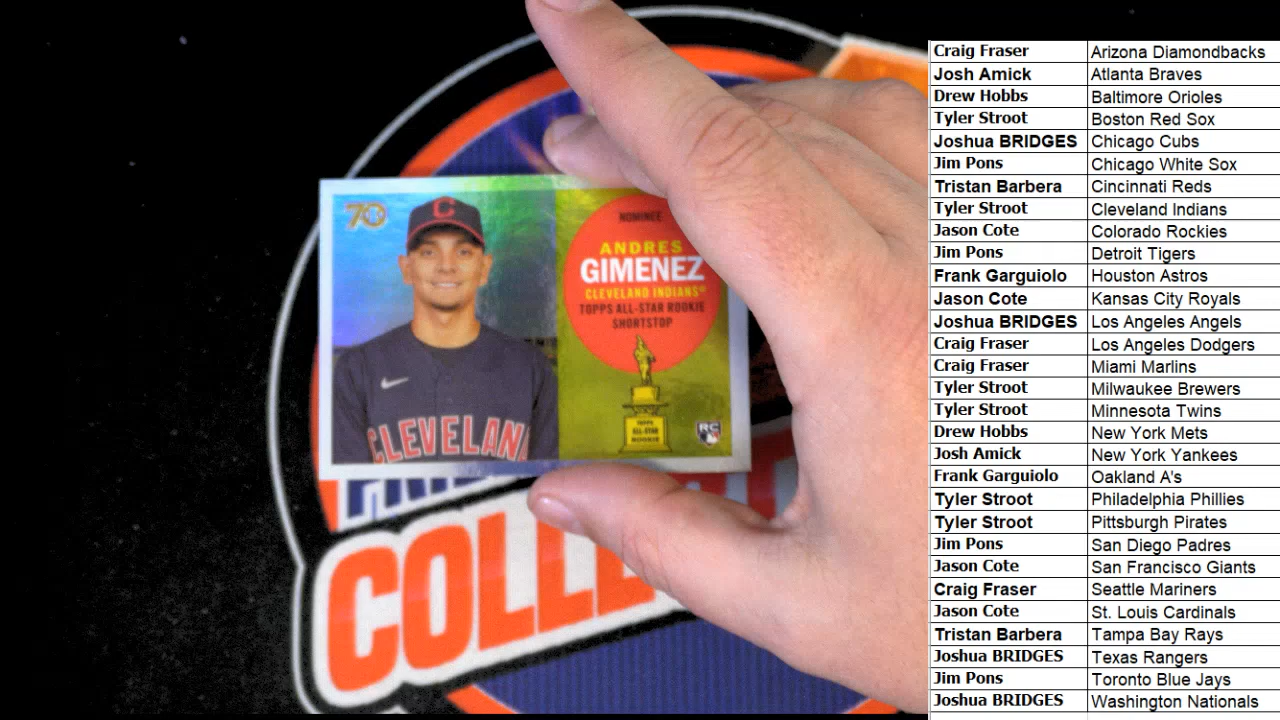 70
NOMINEE
ANDRES
GIMENEZ
CLEVELAND INDIANS®
TOPPS ALL-STAR ROOKIE
SHORTSTOP
C
CLEVELAN
TOPPS
ALL-STAR
ROOKIE
RC
COLLE
Craig Fraser Arizona Diamondbacks
Josh Amick Atlanta Braves
Drew Hobbs Baltimore Orioles
Tyler Stroot Boston Red Sox
Joshua BRIDGES Chicago Cubs
Jim Pons Chicago White Sox
Tristan Barbera Cincinnati Reds
Tyler Stroot Cleveland Indians
Jason Cote Colorado Rockies
Jim Pons Detroit Tigers
Frank Garguiolo Houston Astros
Jason Cote Kansas City Royals
Joshua BRIDGES Los Angeles Angels
Craig Fraser Los Angeles Dodgers
Craig Fraser Miami Marlins
Tyler Stroot Milwaukee Brewers
Tyler Stroot Minnesota Twins
Drew Hobbs New York Mets
Josh Amick New York Yankees
Frank Garguiolo Oakland A's
Tyler Stroot Philadelphia Phillies
Tyler Stroot Pittsburgh Pirates
Jim Pons San Diego Padres
Jason Cote San Francisco Giants
Craig Fraser Seattle Mariners
Jason Cote St. Louis Cardinals
Tristan Barbera Tampa Bay Rays
Joshua BRIDGES Texas Rangers
Jim Pons Toronto Blue Jays
Joshua BRIDGES Washington Nationals